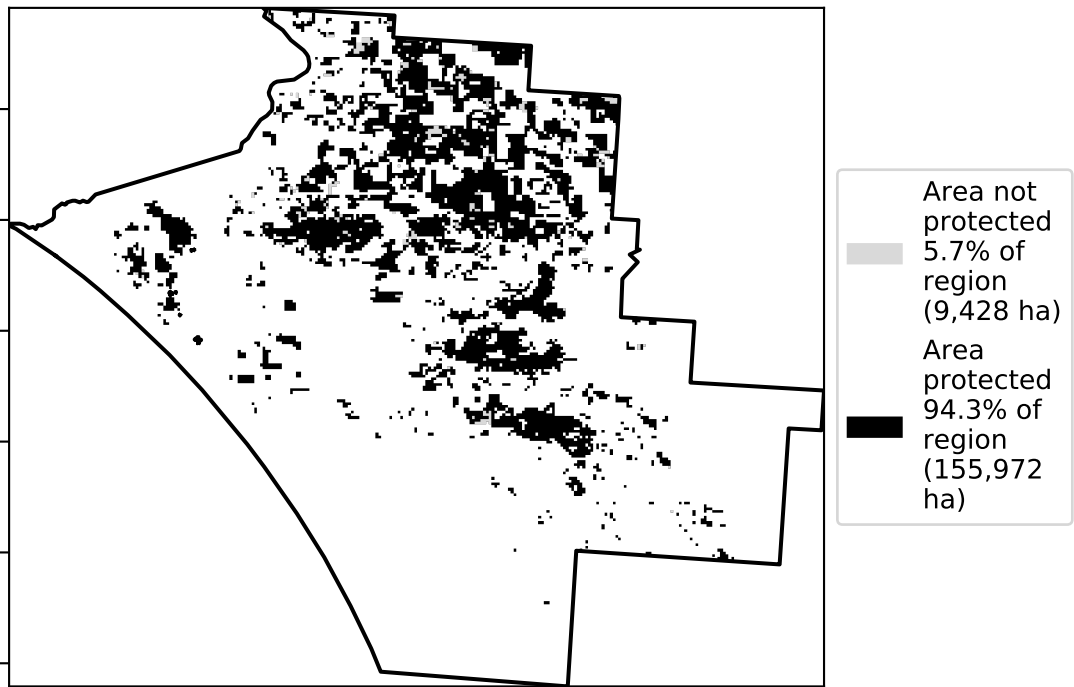 Area not
protected
5.7% of
region
(9,428 ha)
Area
protected
94.3% of
region
(155,972
ha)